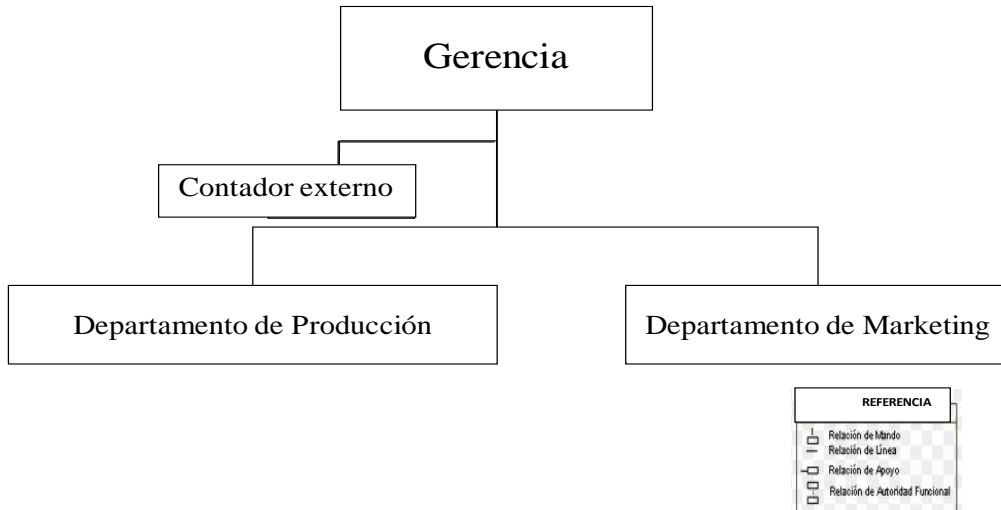 Gerencia
Contador externo
Departamento de Producción
Departamento de Marketing
REFERENCIA
Relación de Mando
Relación de Línea
Relación de Apoyo
Relación de Autoridad Funcional